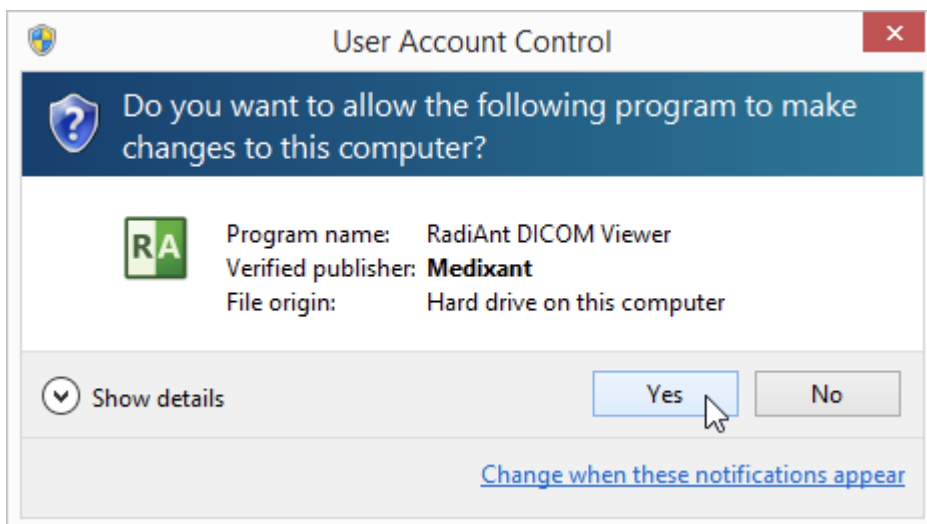 User Account Control
Do you want to allow the following program to make
changes to this computer?
RA
Program name: RadiAnt DICOM Viewer
Verified publisher: Medixant
File origin: Hard drive on this computer
Show details
Yes
No
Change when these notifications appear